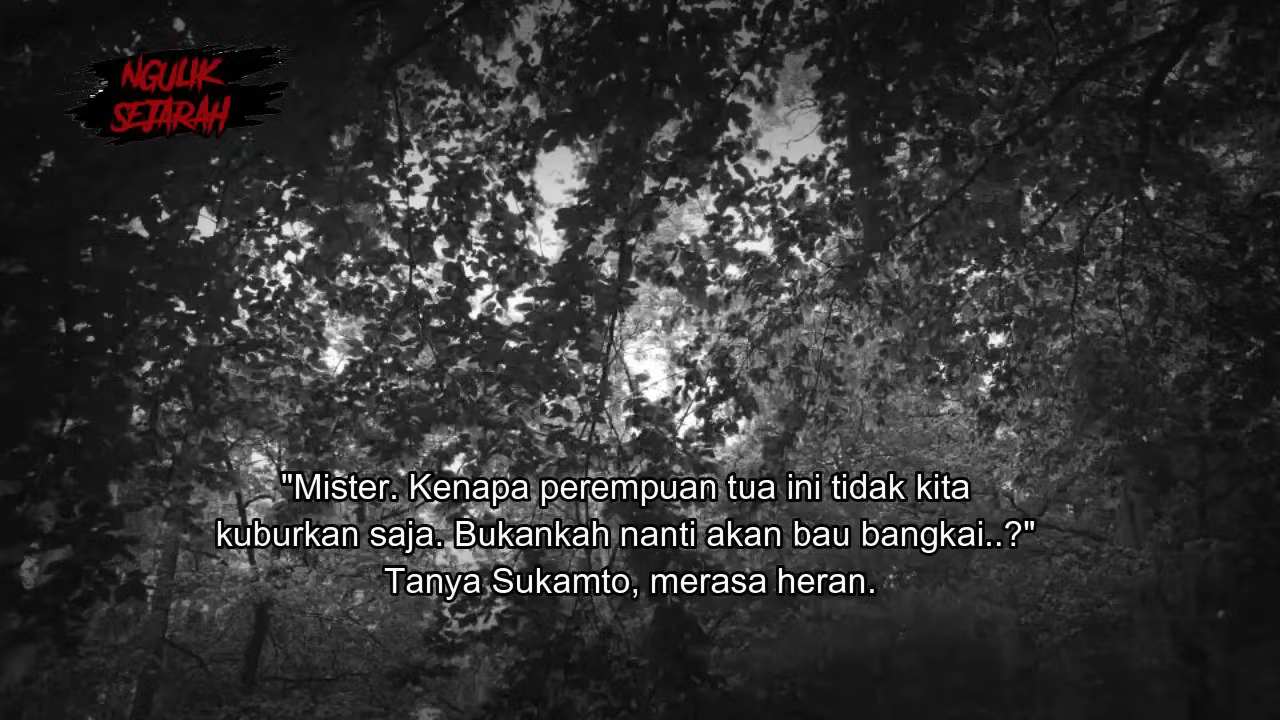 NGULIK
SEJARAH
"Mister. Kenapa perempuan tua ini tidak kita
kuburkan saja. Bukankah nanti akan bau bangkai..?"
Tanya Sukamto, merasa heran.